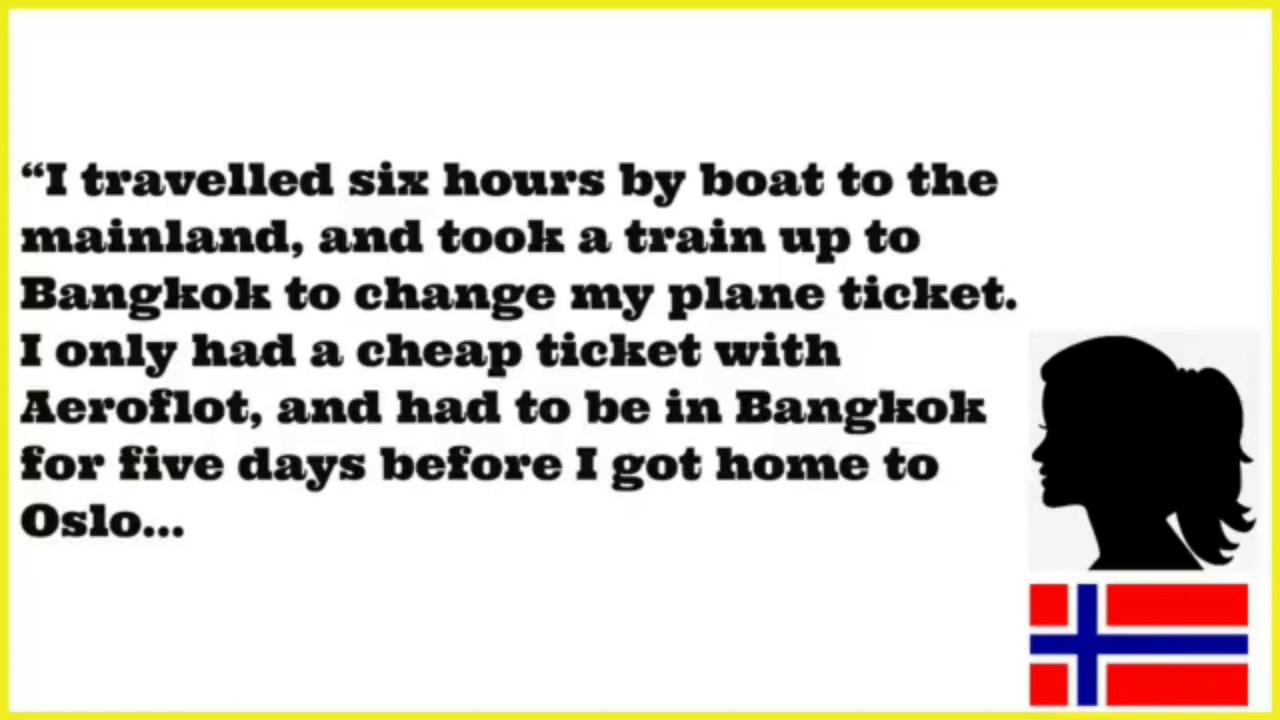 “I travelled six hours by boat to the
mainland, and took a train up to
Bangkok to change my plane ticket.
I only had a cheap ticket with
Aeroflot, and had to be in Bangkok
for five days before I got home to
Oslo...